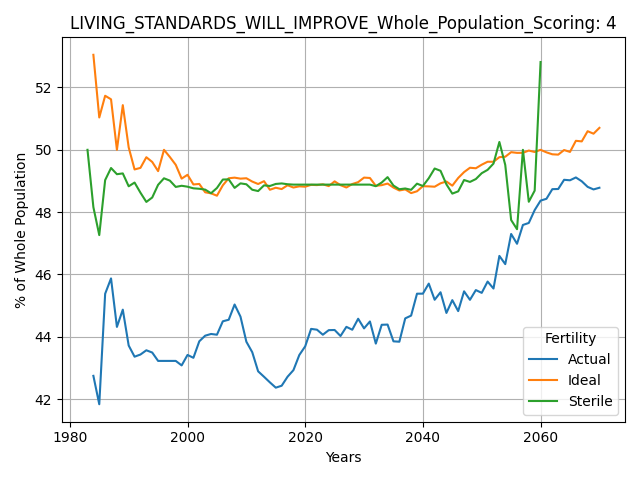 LIVING_STANDARDS_WILL_IMPROVE_Whole_Population_Scoring: 4
% of Whole Population
52
50
48
46
44
42
1980
2000
2020
2040
2060
Years
Fertility
Actual
Ideal
Sterile